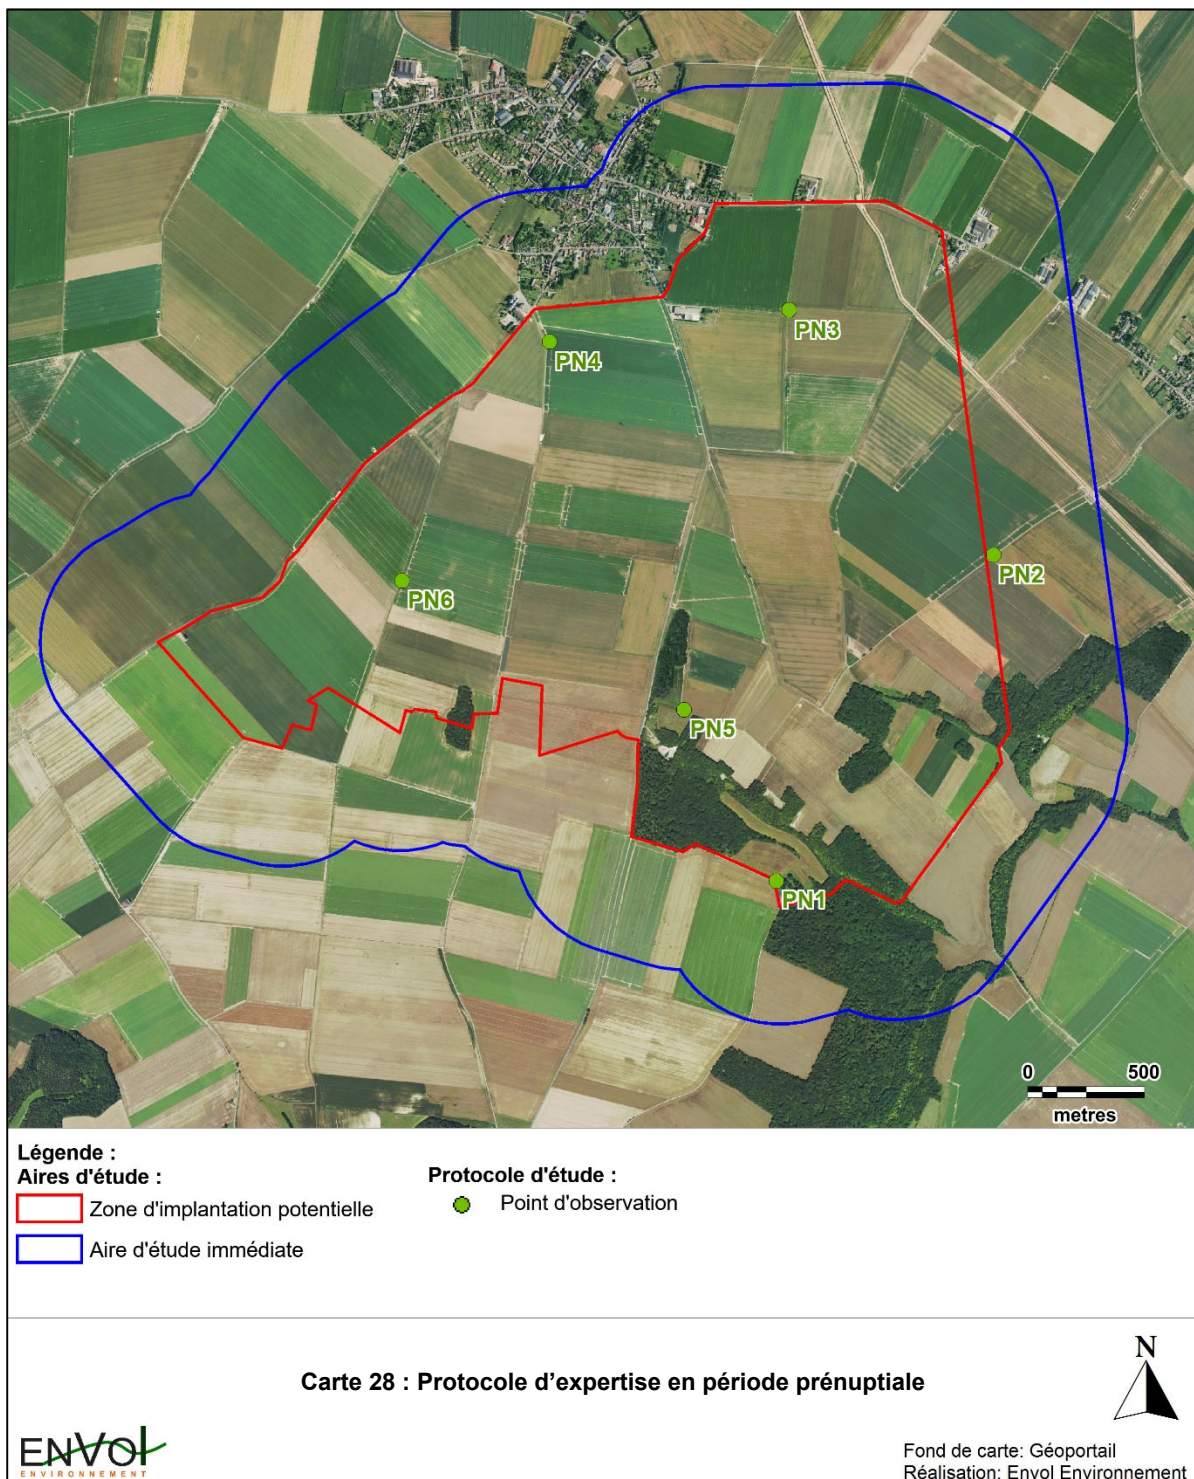 PN3
PN4
PN2
PN6
PN5
PN1
0 500
metres
Légende :
Aires d'étude :
Zone d'implantation potentielle
Aire d'étude immédiate
Protocole d'étude :
Point d'observation
N
Carte 28 : Protocole d’expertise en période prénuptiale
ENVOl
ENVIRONNEMENT
Fond de carte: Géoportail
Réalisation: Envol Environnement